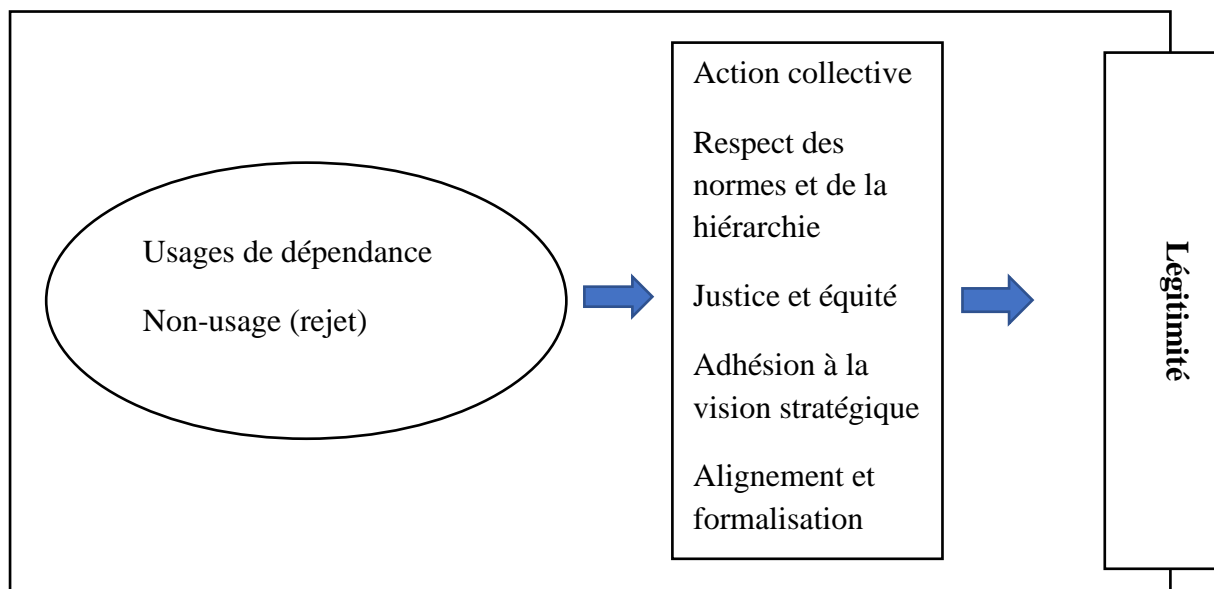 Usages de dépendance
Non-usage (rejet)
Action collective
Respect des
normes et de la
hiérarchie
Justice et équité
Adhésion à la
vision stratégique
Alignement et
formalisation
Légitimité